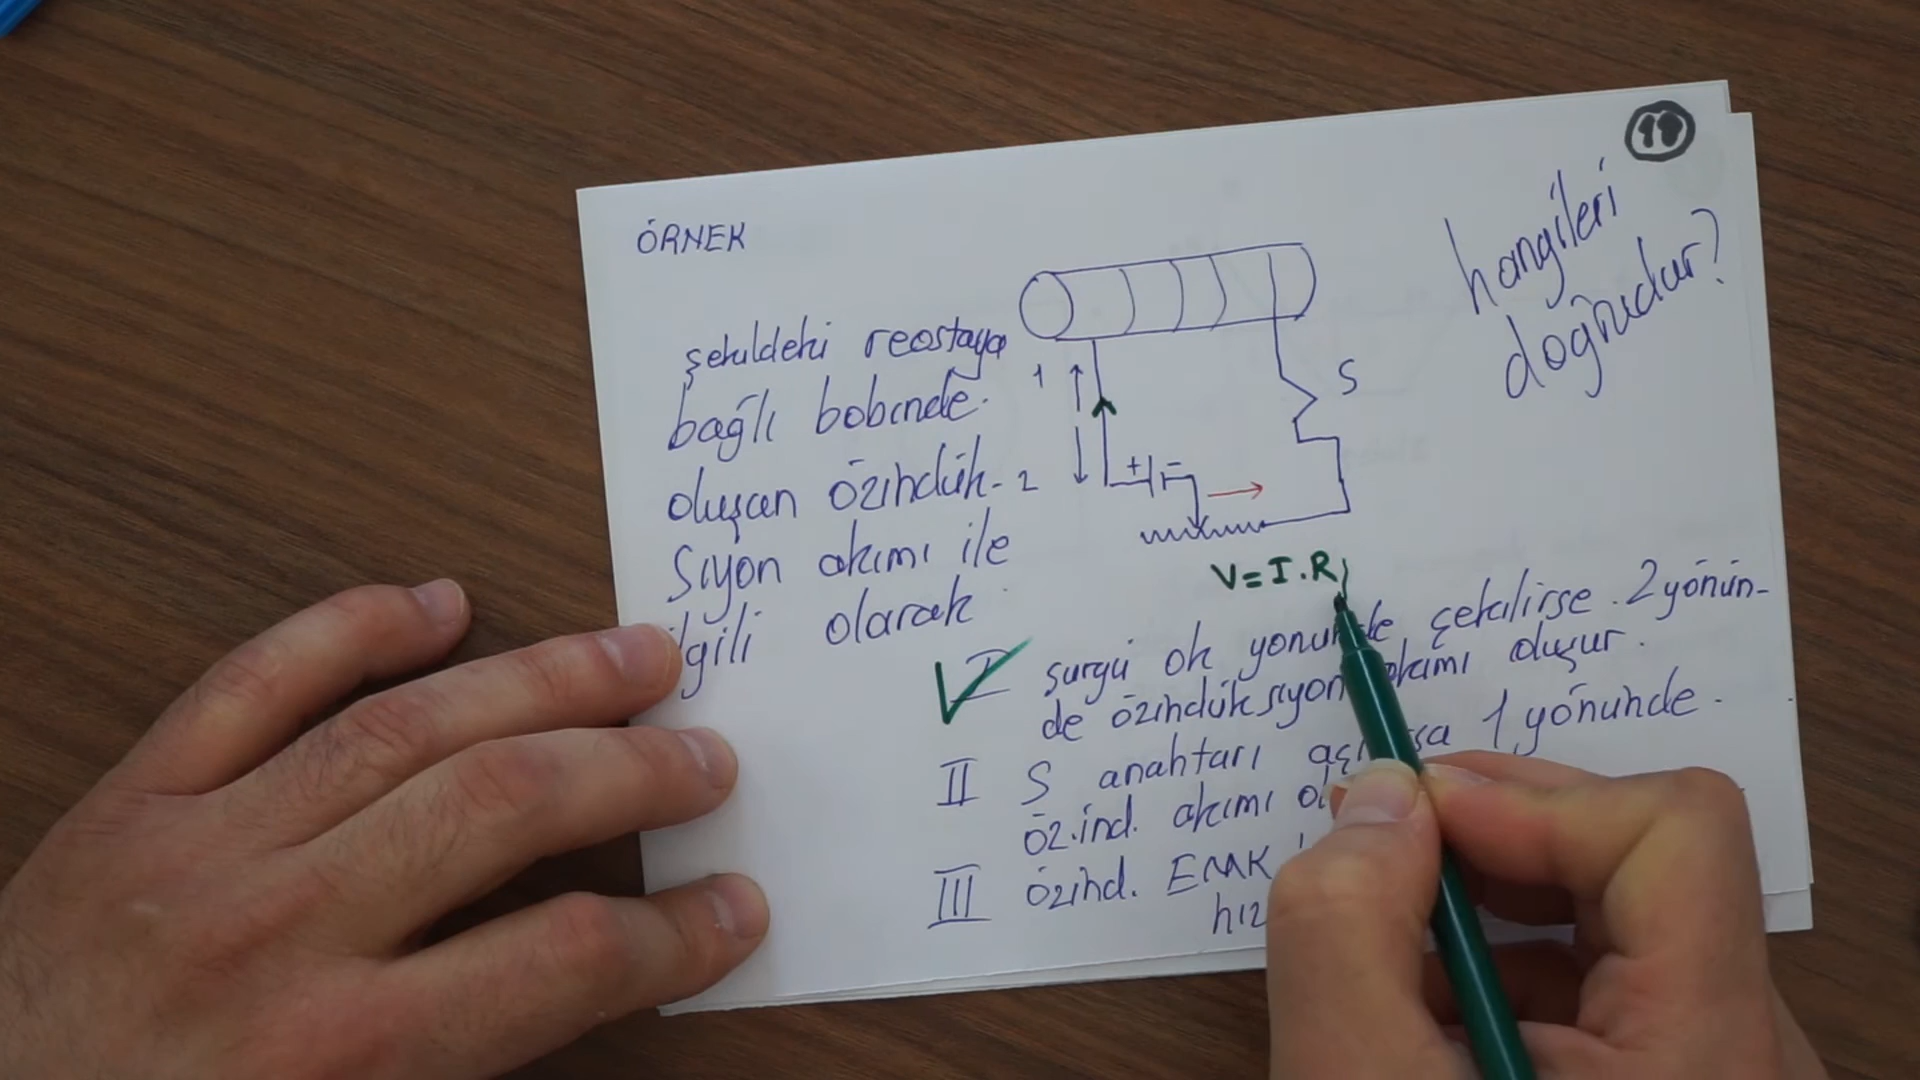 11
ÖRNEK
hangileri
doğrudur?
şekildeki reostaya
bağlı bobinde
oluşan özindük-
siyon akımı ile
ilgili olarak
1
2
S
+ -
V=I.R
I sürgü ok yönünde çekilirse 2 yönün-
de özindüksiyon akımı oluşur.
II S anahtarı 1 yönünde
öz.ind. akımı
III özind. EMK